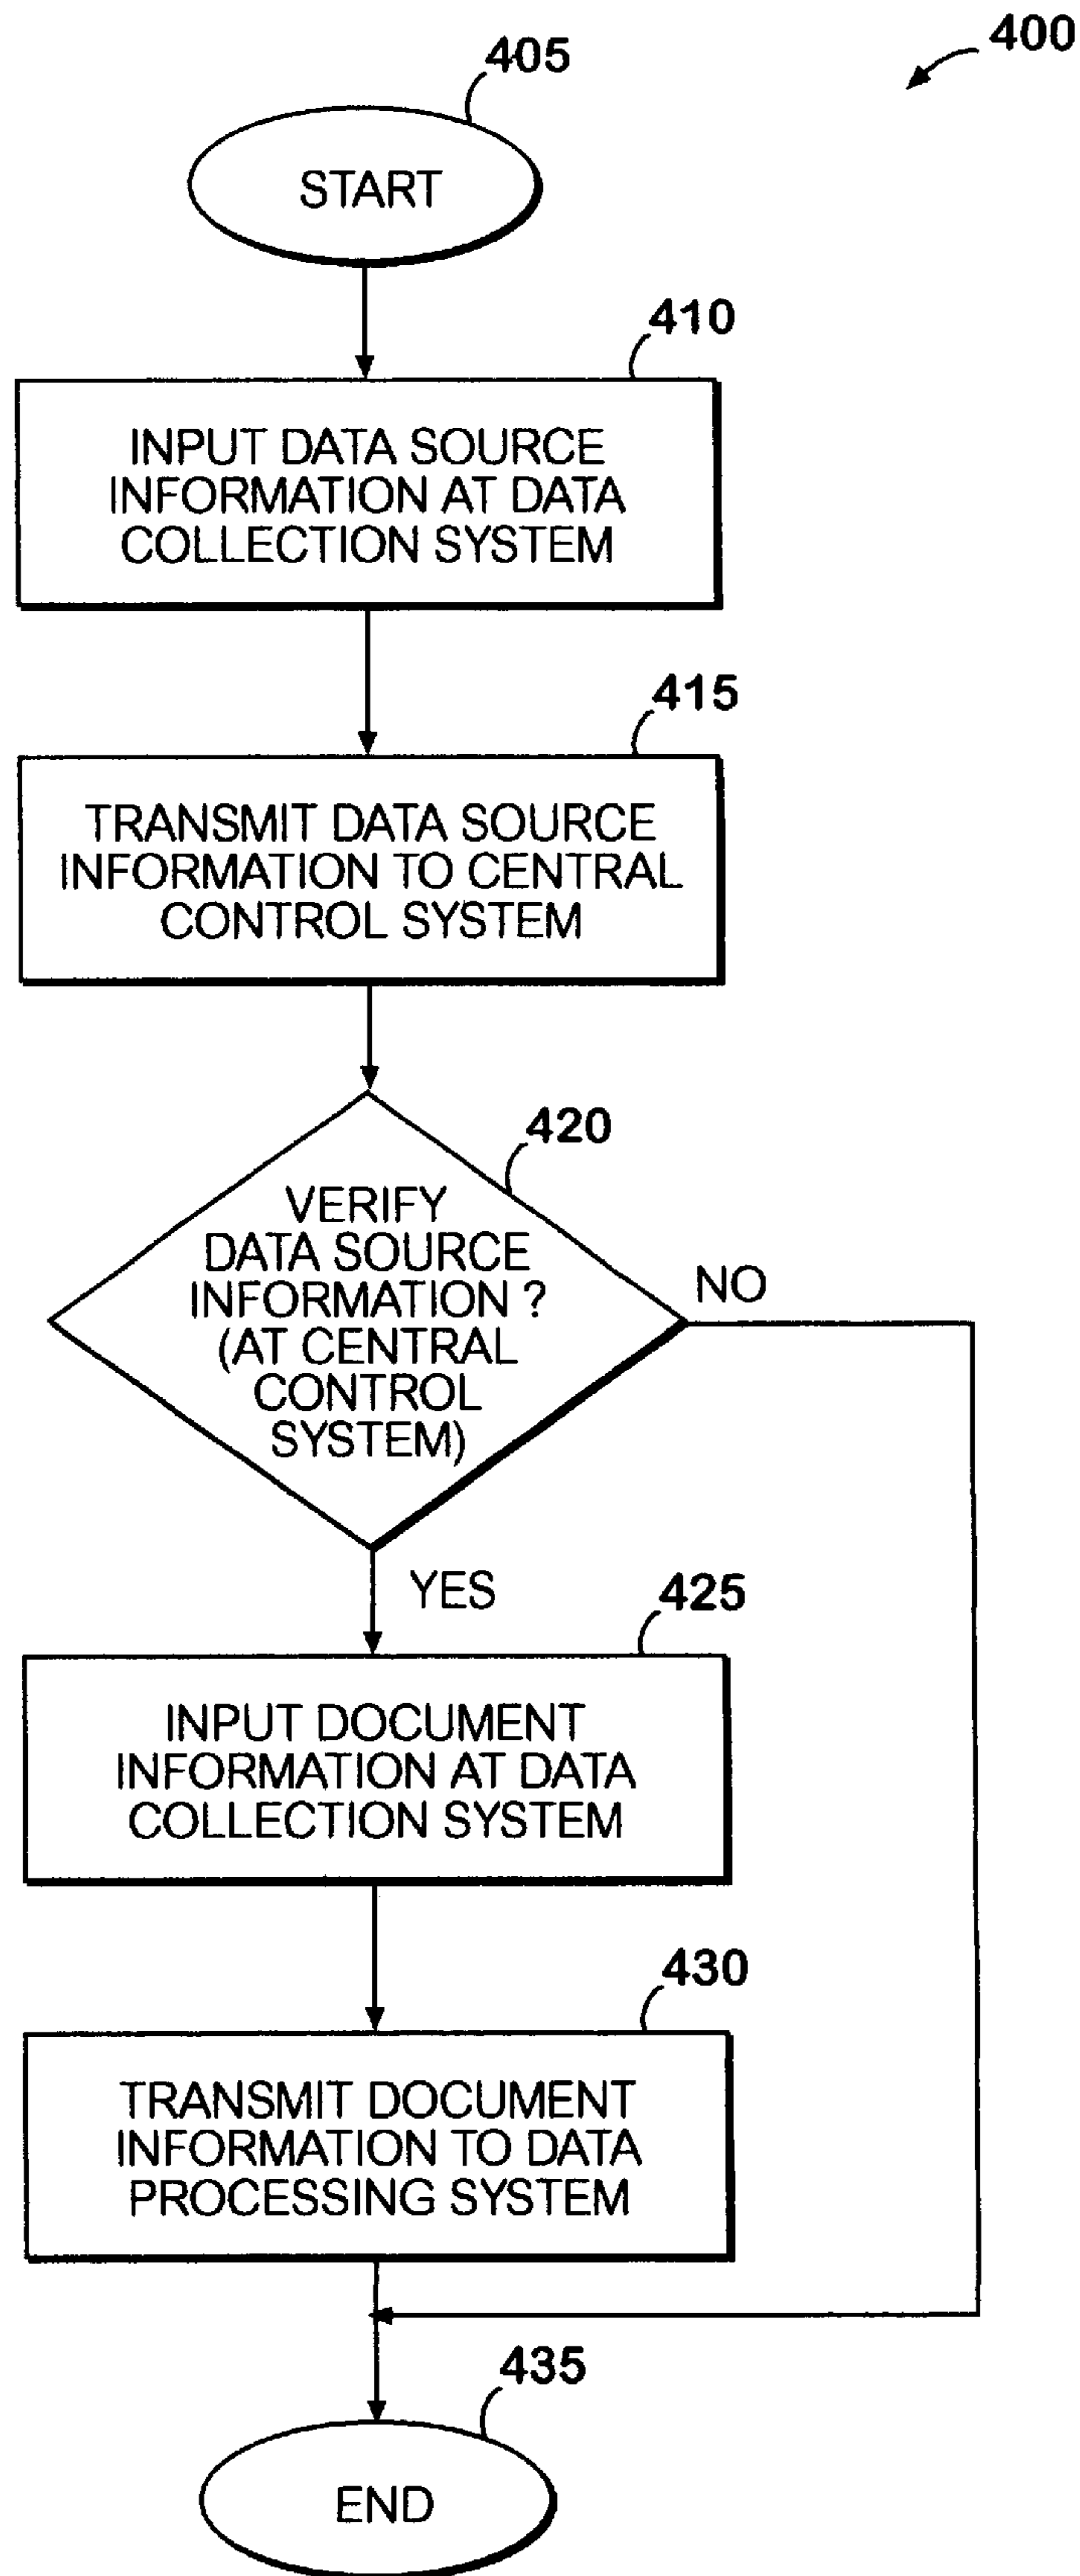 400
405
START
410
INPUT DATA SOURCE
INFORMATION AT DATA
COLLECTION SYSTEM
415
TRANSMIT DATA SOURCE
INFORMATION TO CENTRAL
CONTROL SYSTEM
420
VERIFY
DATA SOURCE
INFORMATION ?
(AT CENTRAL
CONTROL
SYSTEM)
NO
YES
425
INPUT DOCUMENT
INFORMATION AT DATA
COLLECTION SYSTEM
430
TRANSMIT DOCUMENT
INFORMATION TO DATA
PROCESSING SYSTEM
435
END